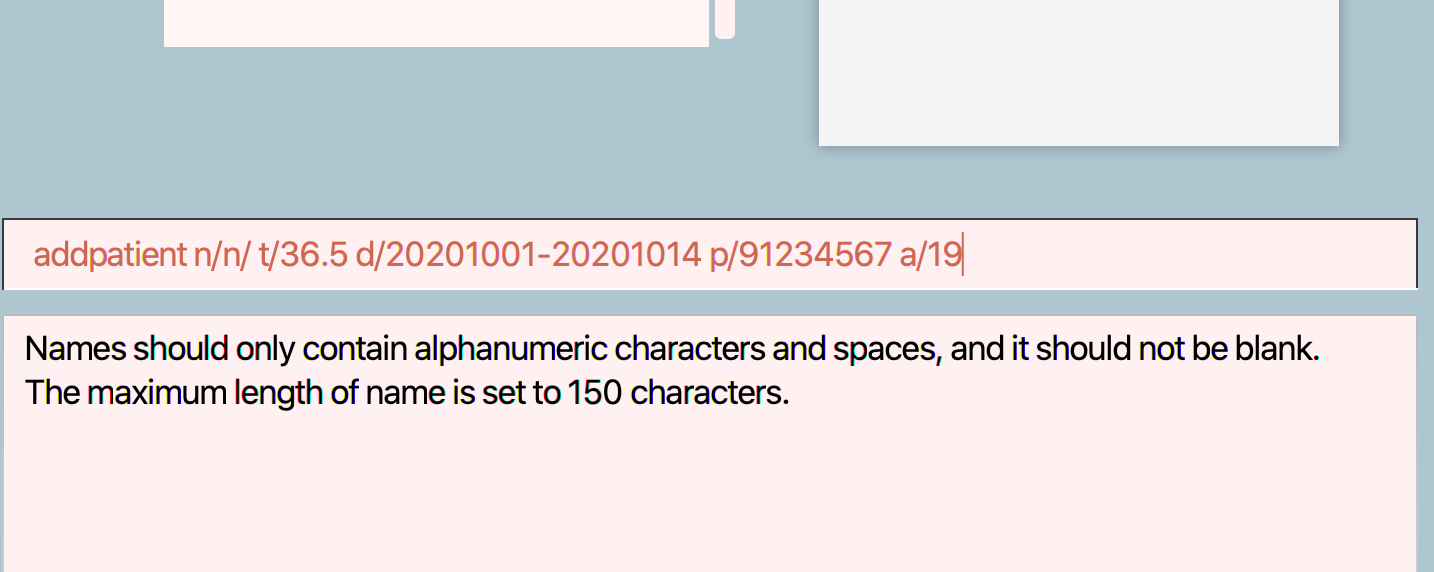 addpatient n/n/ t/36.5 d/20201001-20201014 p/91234567 a/19
Names should only contain alphanumeric characters and spaces, and it should not be blank.
The maximum length of name is set to 150 characters.